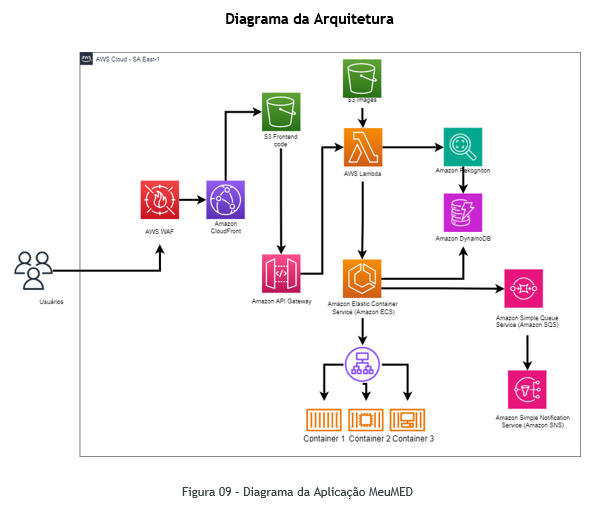 Diagrama da Arquitetura
aws
AWS Cloud - SA East-1
S3 Images
S3 Frontend
code
AWS Lambda
Amazon Rekogniton
AWS WAF
Amazon
CloudFront
Amazon DynamoDB
Usuários
Amazon API Gateway
Amazon Elastic Container
Service (Amazon ECS)
Amazon Simple Queue
Service (Amazon SQS)
Amazon Simple Notification
Service (Amazon SNS)
Container 1
Container 2
Container 3
Figura 09 – Diagrama da Aplicação MeuMED